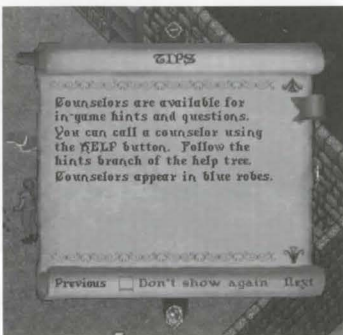 TIPS
Counselors are available for
in-game hints and questions.
You can call a counselor using
the HELP button. Follow the
hints branch of the help tree.
Counselors appear in blue robes.
Previous Don't show again Next